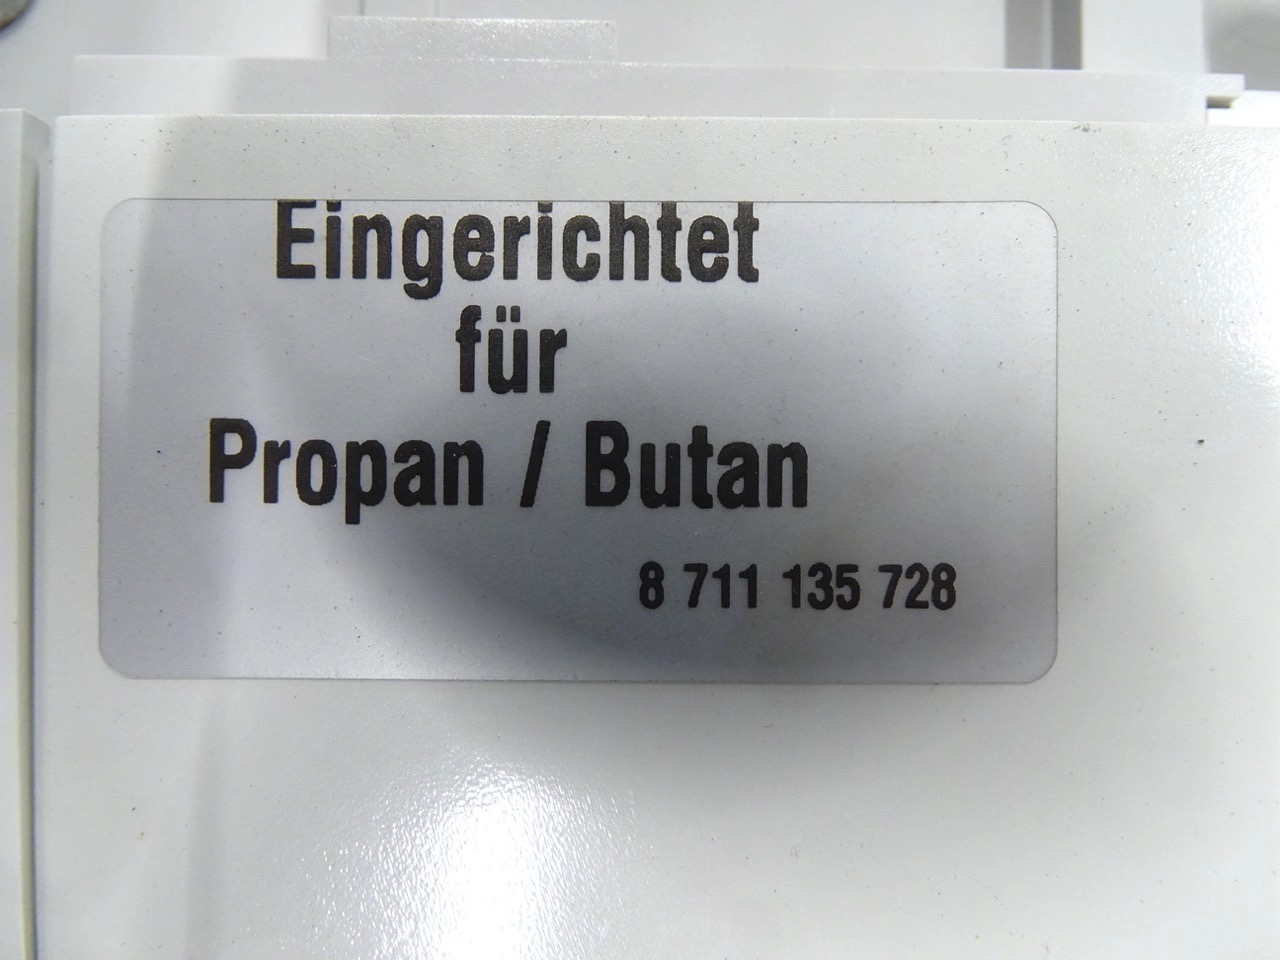 Eingerichtet
für
Propan / Butan
8 711 135 728